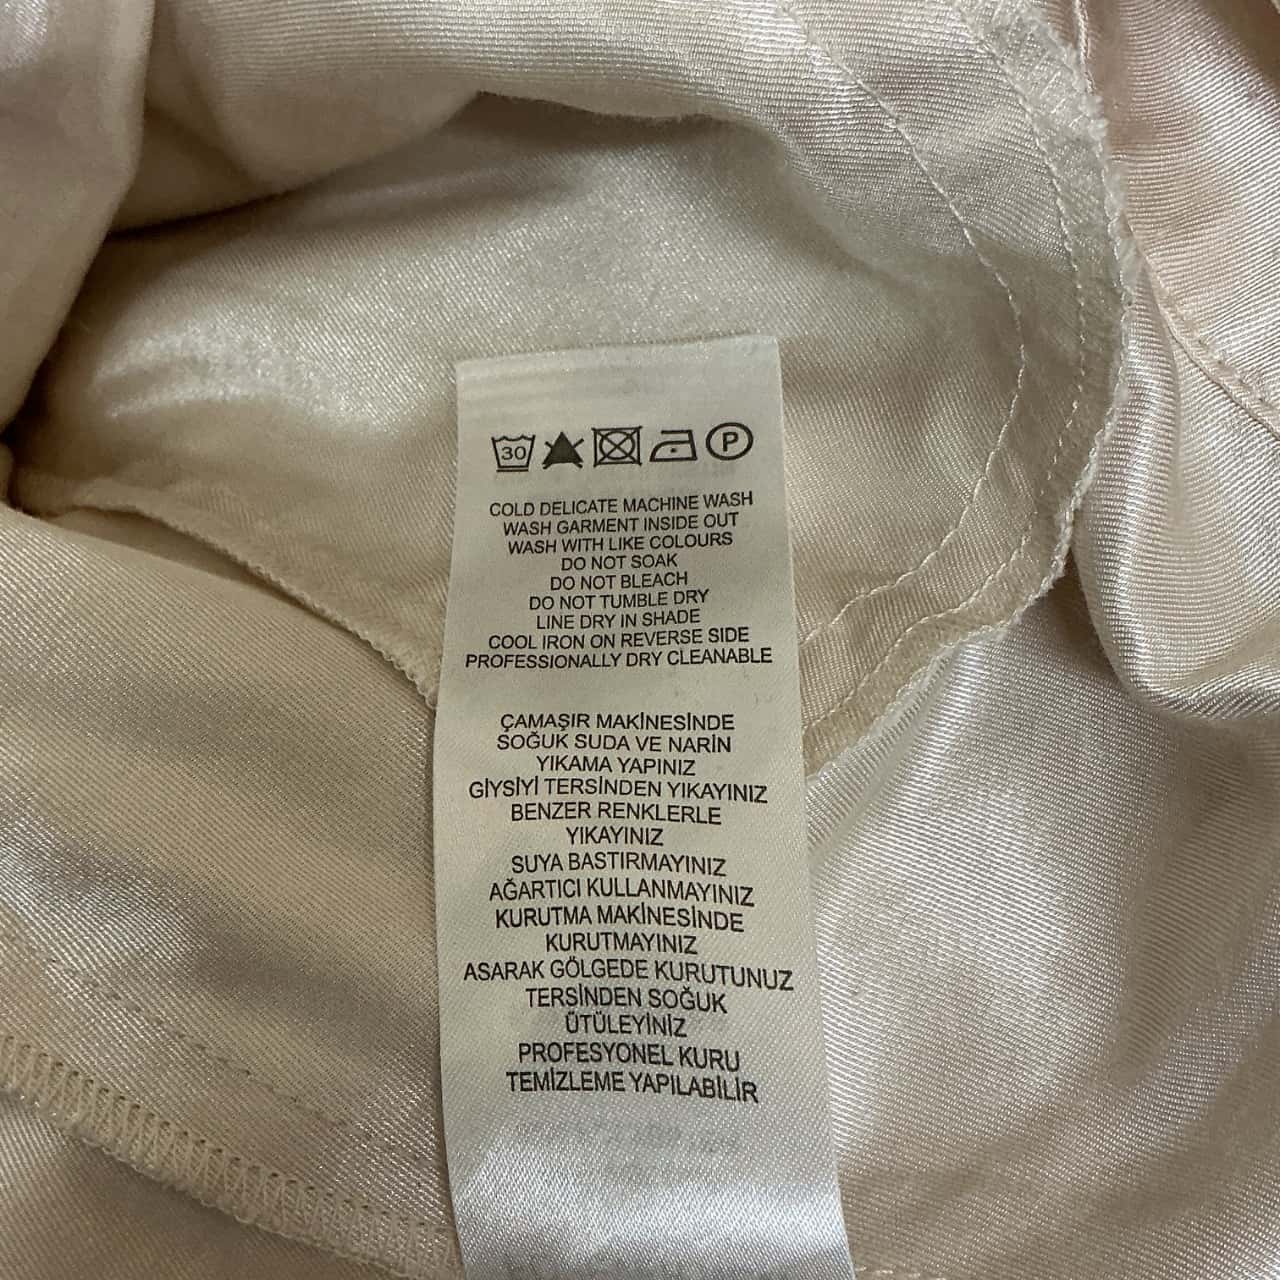 30 P
COLD DELICATE MACHINE WASH
WASH GARMENT INSIDE OUT
WASH WITH LIKE COLOURS
DO NOT SOAK
DO NOT BLEACH
DO NOT TUMBLE DRY
LINE DRY IN SHADE
COOL IRON ON REVERSE SIDE
PROFESSIONALLY DRY CLEANABLE
ÇAMAŞIR MAKİNESİNDE
SOĞUK SUDA VE NARİN
YIKAMA YAPINIZ
GİYSİYİ TERSİNDEN YIKAYINIZ
BENZER RENKLERLE
YIKAYINIZ
SUYA BASTIRMAYINIZ
AĞARTICI KULLANMAYINIZ
KURUTMA MAKİNESİNDE
KURUTMAYINIZ
ASARAK GÖLGEDE KURUTUNUZ
TERSİNDEN SOĞUK
ÜTÜLEYİNİZ
PROFESYONEL KURU
TEMİZLEME YAPILABİLİR